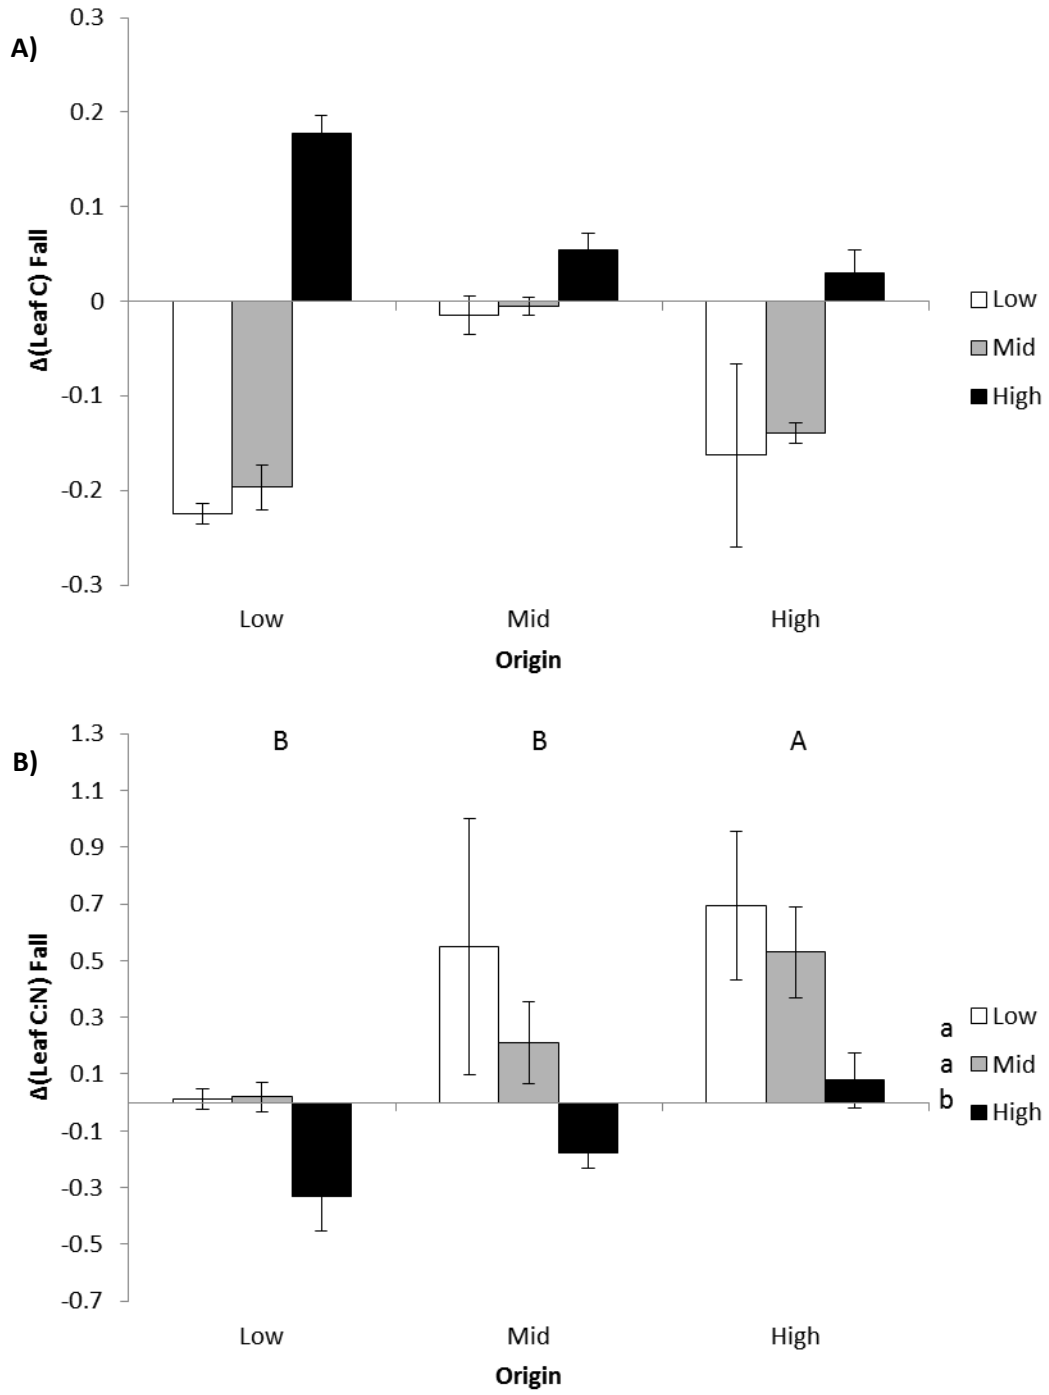 A)
Δ(Leaf C) Fall
0.3
0.2
0.1
0
-0.1
-0.2
-0.3
Low Mid High
Origin
Low
Mid
High
B)
Δ(Leaf C:N) Fall
1.3
1.1
0.9
0.7
0.5
0.3
0.1
-0.1
-0.3
-0.5
-0.7
B B A
Low Mid High
Origin
a Low
a Mid
b High